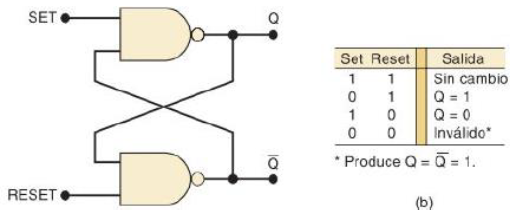 SET
Q
Q̅
RESET
Set Reset Salida
1 1 Sin cambio
0 1 Q = 1
1 0 Q = 0
0 0 Inválido*
* Produce Q = Q̅ = 1.
(b)